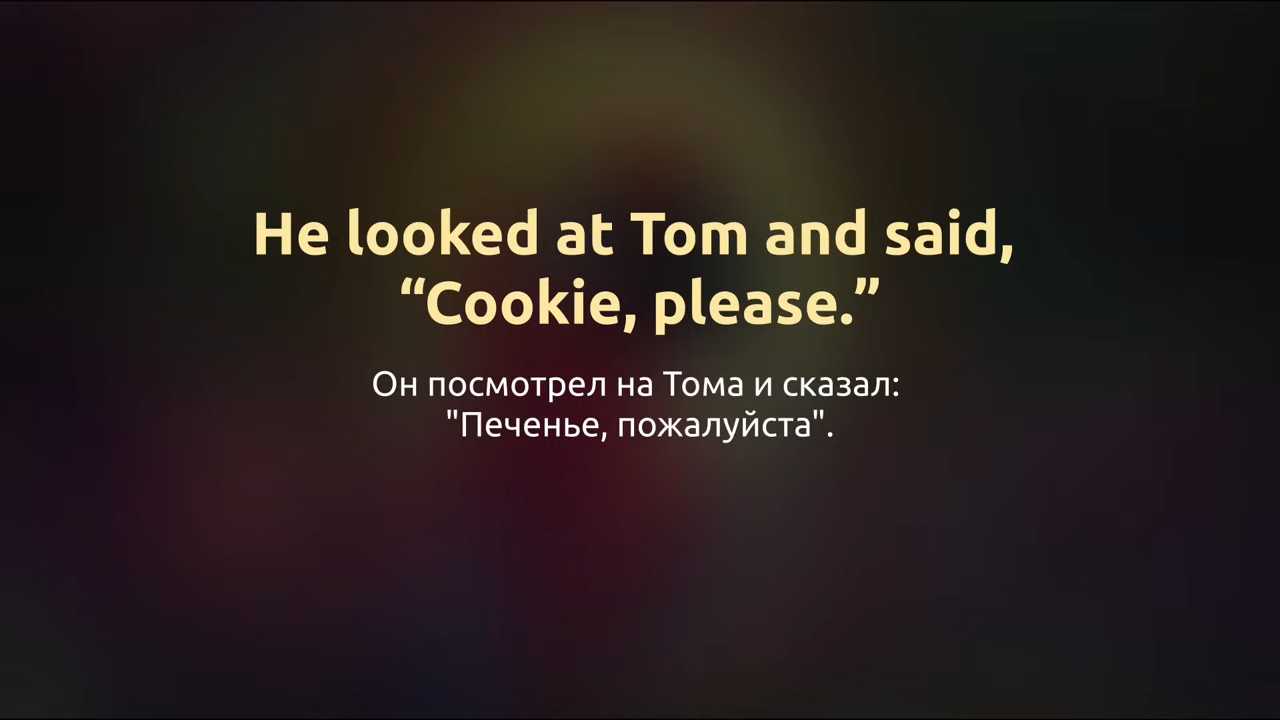 He looked at Tom and said,
“Cookie, please.”
Он посмотрел на Тома и сказал:
"Печенье, пожалуйста".